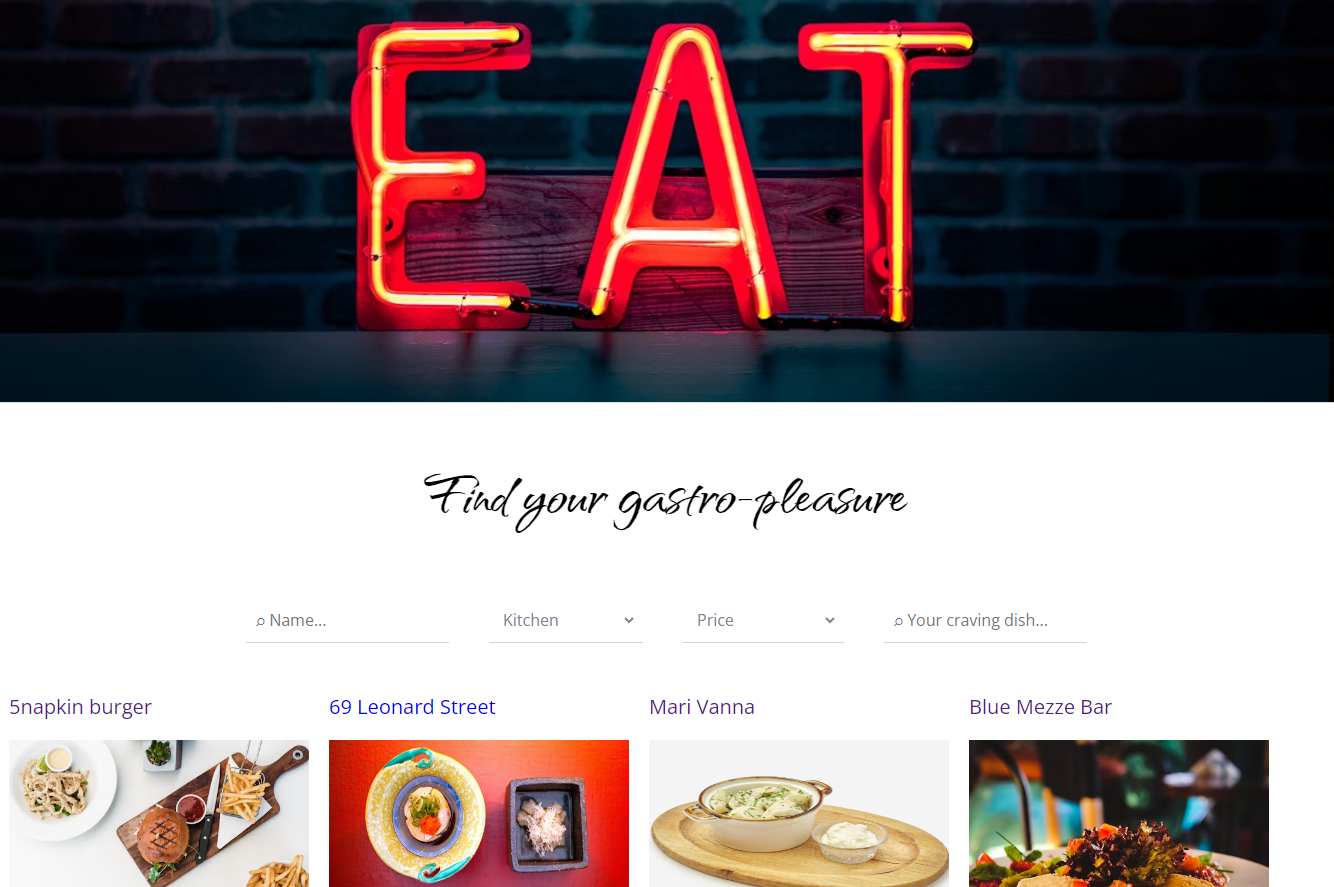 EAT
Find your gastro-pleasure
Name...
Kitchen
Price
Your craving dish...
5napkin burger
69 Leonard Street
Mari Vanna
Blue Mezze Bar